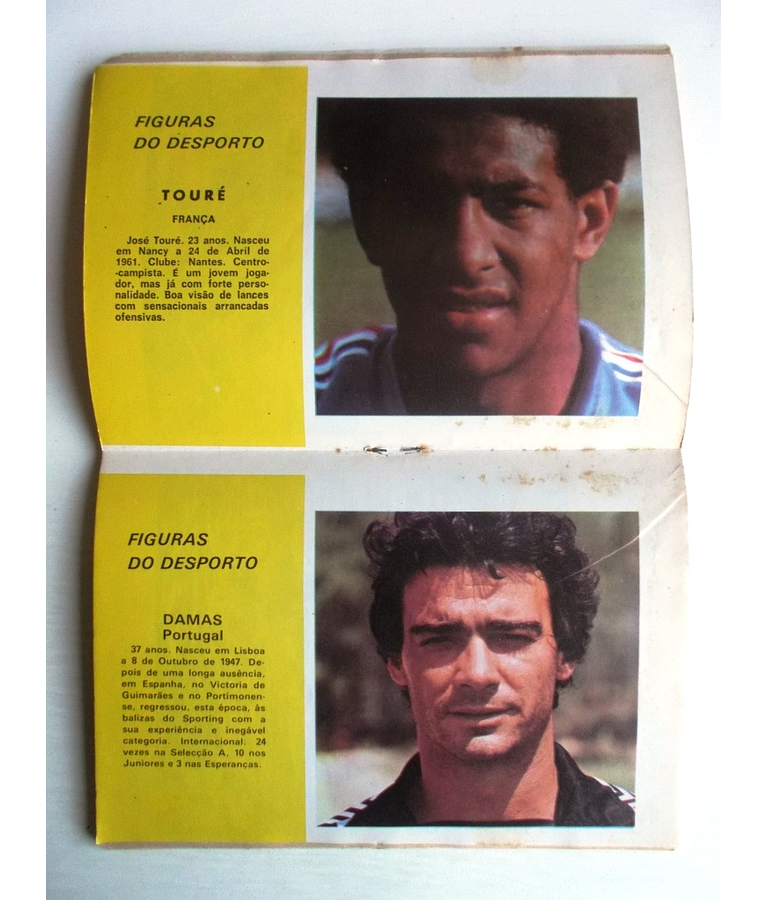 FIGURAS
DO DESPORTO
TOURÉ
FRANÇA
José Touré. 23 anos. Nasceu
em Nancy a 24 de Abril de
1961. Clube: Nantes. Centro-
-campista. É um jovem joga-
dor, mas já com forte perso-
nalidade. Boa visão de lances
com sensacionais arrancadas
ofensivas.
FIGURAS
DO DESPORTO
DAMAS
Portugal
37 anos. Nasceu em Lisboa
a 8 de Outubro de 1947. De-
pois de uma longa ausência,
em Espanha, no Victoria de
Guimarães e no Portimonen-
se, regressou, esta época, às
balizas do Sporting com a
sua experiência e inegável
categoria. Internacional: 24
vezes na Selecção A, 10 nos
Juniores e 3 nas Esperanças.